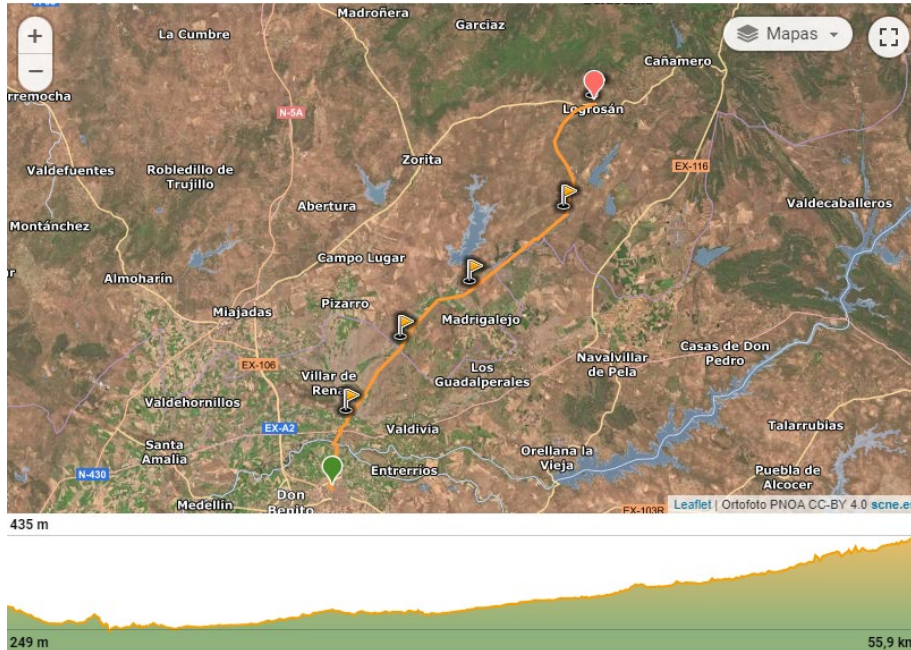 Madroñera
Garciaz
La Cumbre
+
Mapas
−
Cañamero
rremocha
Logrosán
N-5A
Zorita
EX-116
Valdefuentes
Robledillo de
Trujillo
Abertura
Valdecaballeros
Montánchez
Campo Lugar
Almoharín
Pizarro
Miajadas
Madrigalejo
EX-106
Casas de Don
Pedro
Navalvillar
de Pela
Los
Guadalperales
Villar de
Rena
Valdehornillos
EX-A2
Valdivia
Talarrubias
Santa
Amalia
Orellana la
Vieja
N-430
Entrerríos
Puebla de
Alcocer
Don
Benito
Medellín
EX-103R
Leaflet | Ortofoto PNOA CC-BY 4.0 scne.es
435 m
249 m
55,9 km